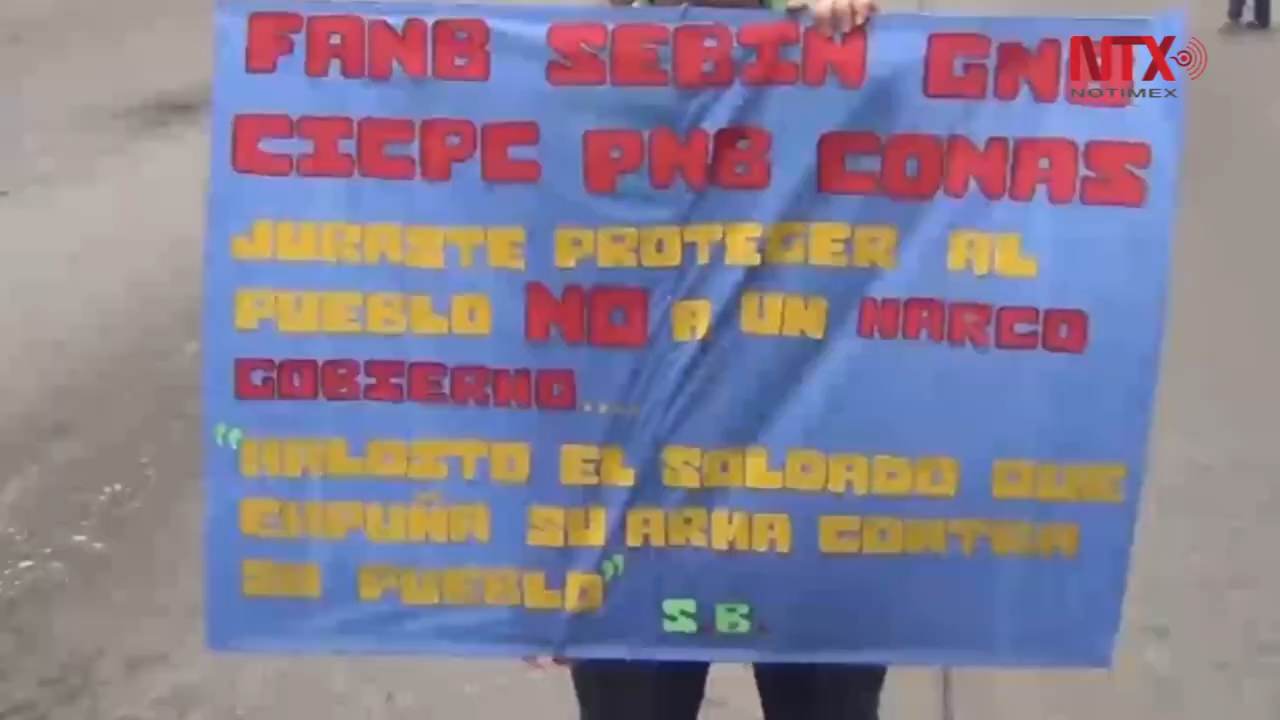 FANB SEBIN GNB
CICPC PNB CONAS
JURASTE PROTEGER AL
PUEBLO NO A UN NARCO
GOBIERNO....
"MALDITO EL SOLDADO QUE
EMPUÑA SU ARMA CONTRA
SU PUEBLO"
S.B.
NTX
NOTIMEX